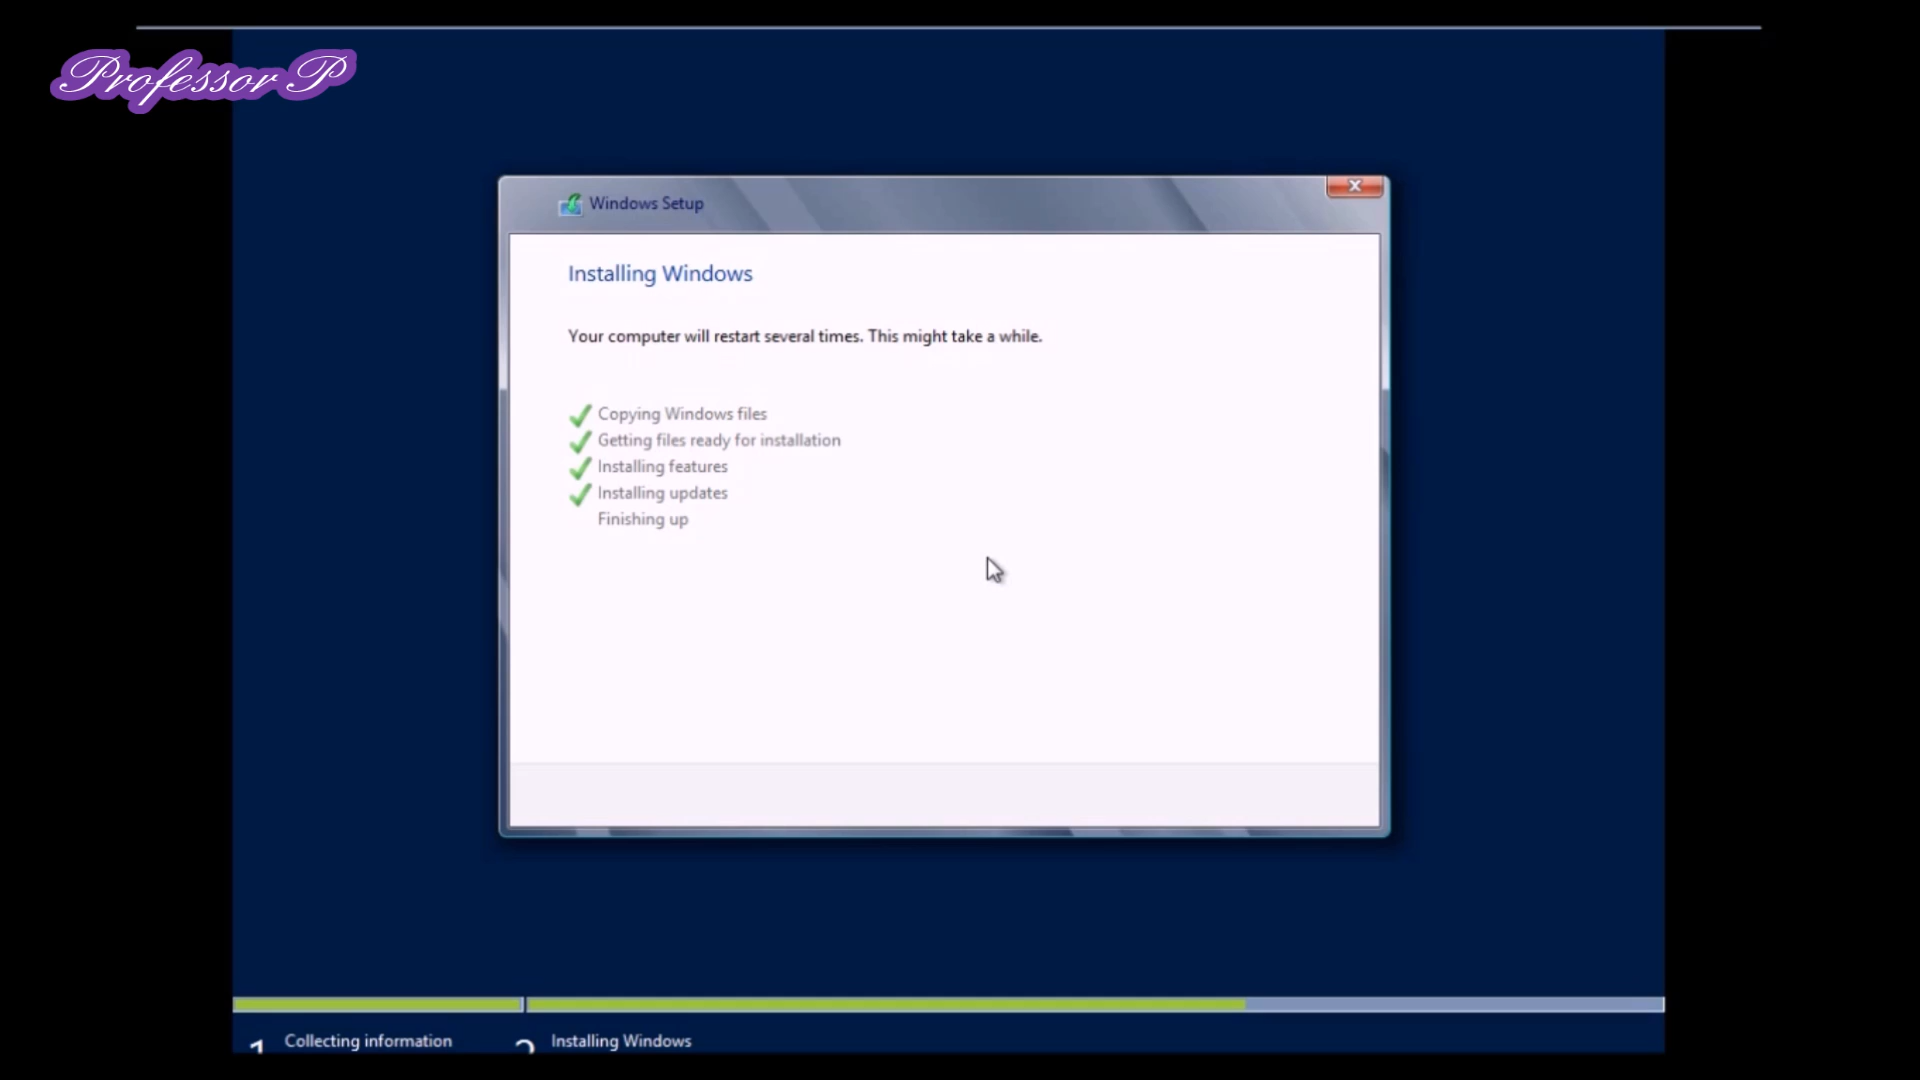 Professor P
Windows Setup
Installing Windows
Your computer will restart several times. This might take a while.
Copying Windows files
Getting files ready for installation
Installing features
Installing updates
Finishing up
1 Collecting information
2 Installing Windows